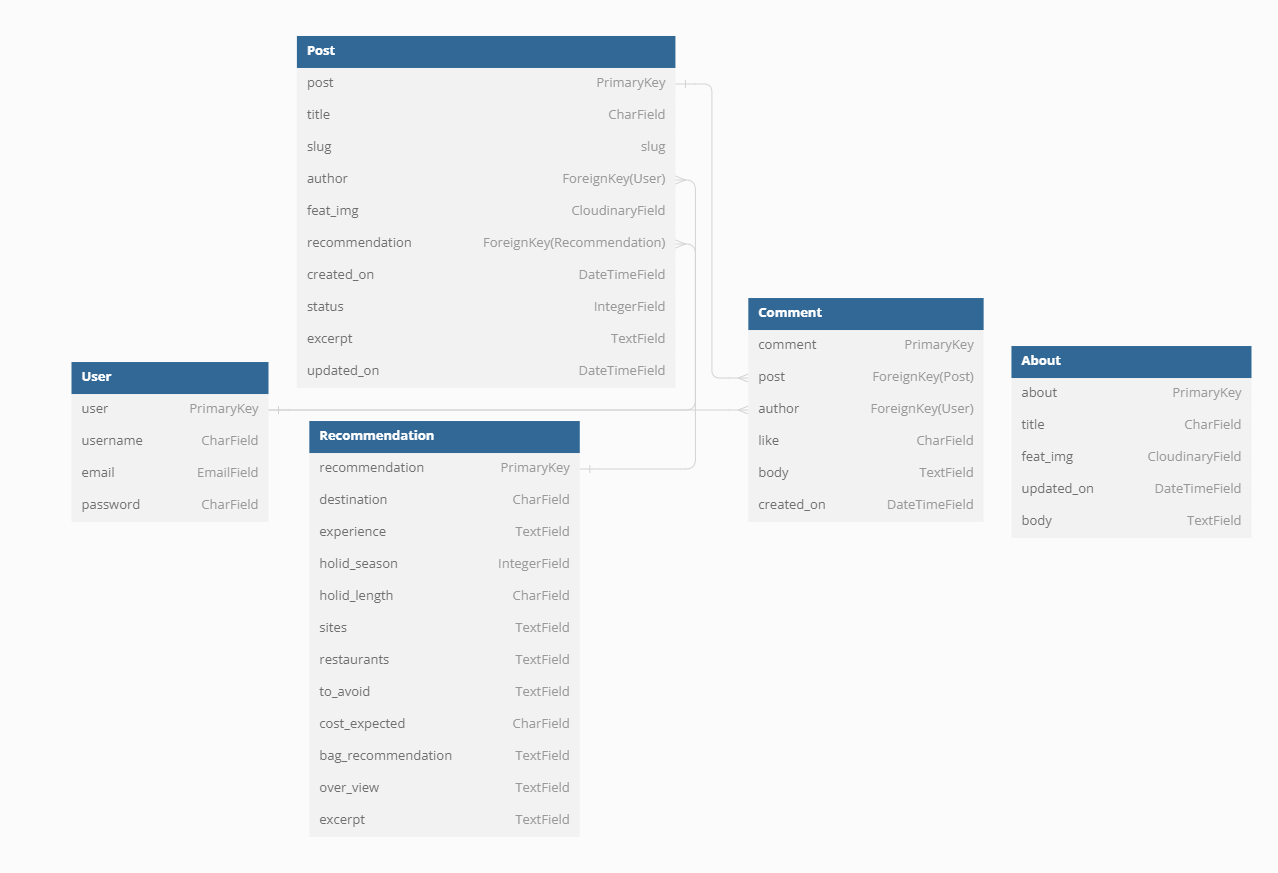 Post
post PrimaryKey
title CharField
slug slug
author ForeignKey(User)
feat_img CloudinaryField
recommendation ForeignKey(Recommendation)
created_on DateTimeField
status IntegerField
excerpt TextField
updated_on DateTimeField
User
user PrimaryKey
username CharField
email EmailField
password CharField
Recommendation
recommendation PrimaryKey
destination CharField
experience TextField
holid_season IntegerField
holid_length CharField
sites TextField
restaurants TextField
to_avoid TextField
cost_expected CharField
bag_recommendation TextField
over_view TextField
excerpt TextField
Comment
comment PrimaryKey
post ForeignKey(Post)
author ForeignKey(User)
like CharField
body TextField
created_on DateTimeField
About
about PrimaryKey
title CharField
feat_img CloudinaryField
updated_on DateTimeField
body TextField